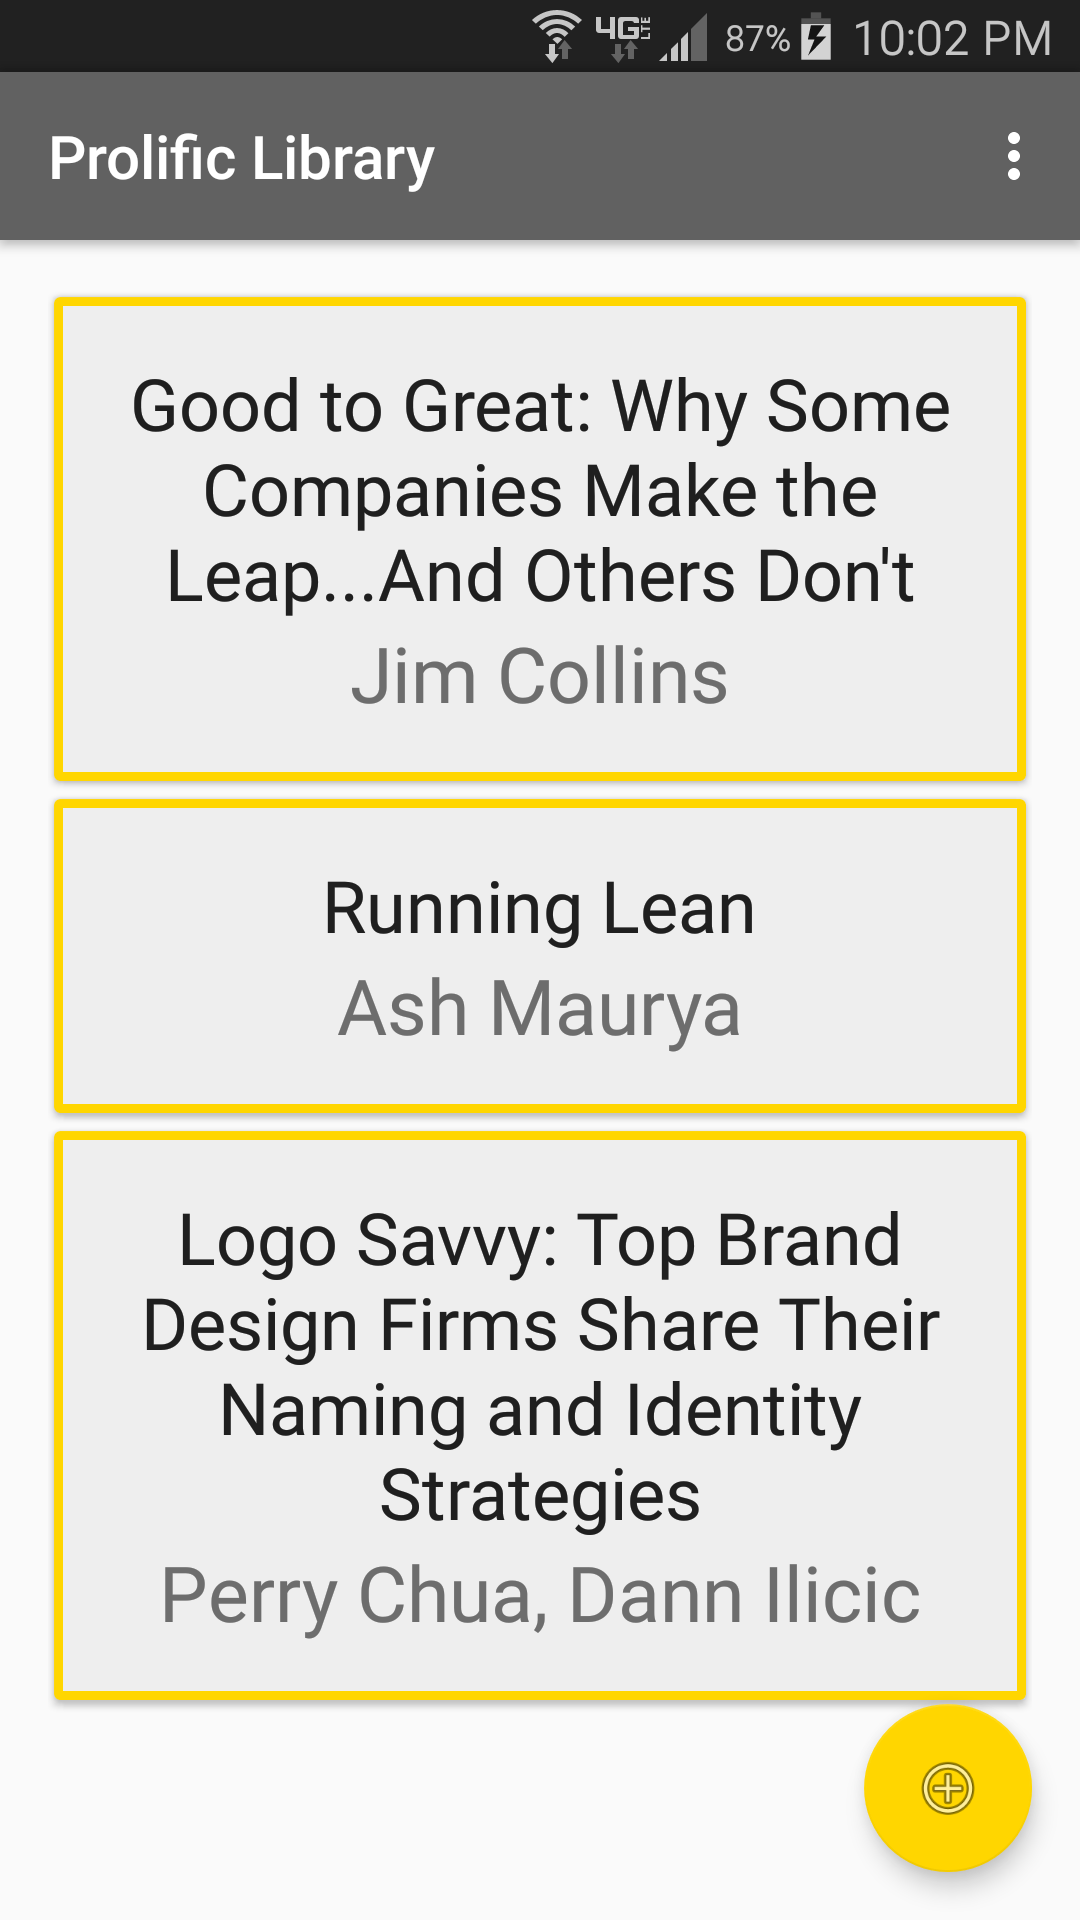 4G LTE 87% 10:02 PM
Prolific Library
Good to Great: Why Some
Companies Make the
Leap...And Others Don't
Jim Collins
Running Lean
Ash Maurya
Logo Savvy: Top Brand
Design Firms Share Their
Naming and Identity
Strategies
Perry Chua, Dann Ilicic